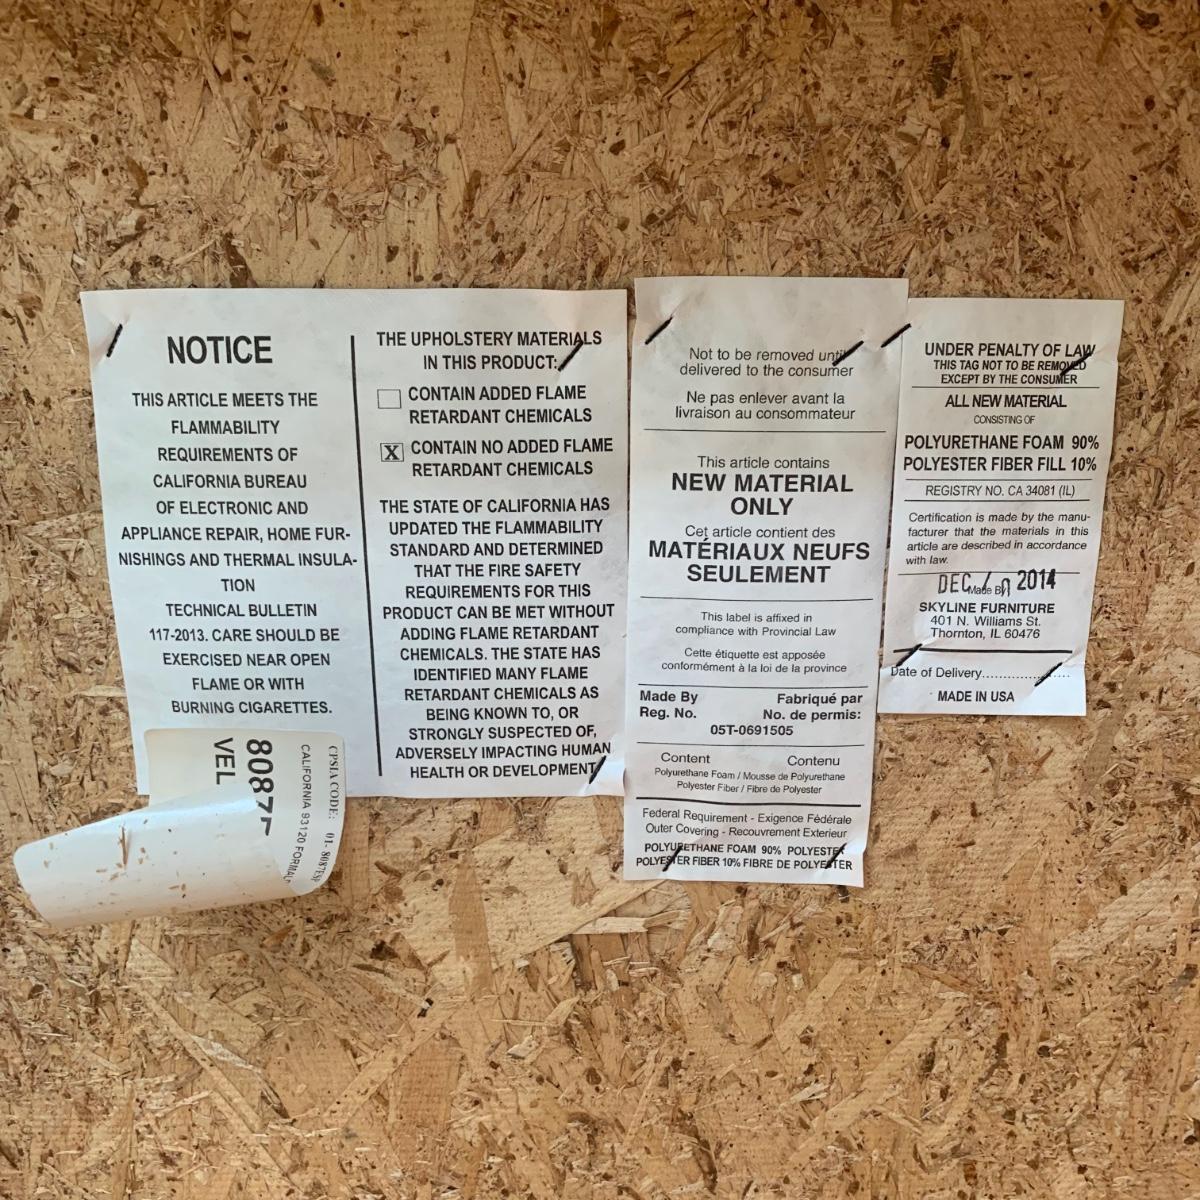 NOTICE
THIS ARTICLE MEETS THE
FLAMMABILITY
REQUIREMENTS OF
CALIFORNIA BUREAU
OF ELECTRONIC AND
APPLIANCE REPAIR, HOME FUR-
NISHINGS AND THERMAL INSULA-
TION
TECHNICAL BULLETIN
117-2013. CARE SHOULD BE
EXERCISED NEAR OPEN
FLAME OR WITH
BURNING CIGARETTES.
THE UPHOLSTERY MATERIALS
IN THIS PRODUCT:
CONTAIN ADDED FLAME
RETARDANT CHEMICALS
X CONTAIN NO ADDED FLAME
RETARDANT CHEMICALS
THE STATE OF CALIFORNIA HAS
UPDATED THE FLAMMABILITY
STANDARD AND DETERMINED
THAT THE FIRE SAFETY
REQUIREMENTS FOR THIS
PRODUCT CAN BE MET WITHOUT
ADDING FLAME RETARDANT
CHEMICALS. THE STATE HAS
IDENTIFIED MANY FLAME
RETARDANT CHEMICALS AS
BEING KNOWN TO, OR
STRONGLY SUSPECTED OF,
ADVERSELY IMPACTING HUMAN
HEALTH OR DEVELOPMENT
CPSIA CODE: 01-
CALIFORNIA 93120
VEL
Not to be removed until
delivered to the consumer
Ne pas enlever avant la
livraison au consommateur
This article contains
NEW MATERIAL
ONLY
Cet article contient des
MATÉRIAUX NEUFS
SEULEMENT
This label is affixed in
compliance with Provincial Law
Cette étiquette est apposée
conformément à la loi de la province
Made By Fabriqué par
Reg. No. No. de permis:
05T-0691505
Content Contenu
Polyurethane Foam / Mousse de Polyurethane
Polyester Fiber / Fibre de Polyester
Federal Requirement - Exigence Fédérale
Outer Covering - Recouvrement Exterieur
POLYURETHANE FOAM 90% POLYESTER
POLYESTER FIBER 10% FIBRE DE POLYESTER
UNDER PENALTY OF LAW
THIS TAG NOT TO BE REMOVED
EXCEPT BY THE CONSUMER
ALL NEW MATERIAL
CONSISTING OF
POLYURETHANE FOAM 90%
POLYESTER FIBER FILL 10%
REGISTRY NO. CA 34081 (IL)
Certification is made by the manu-
facturer that the materials in this
article are described in accordance
with law.
DEC 2014
Made By
SKYLINE FURNITURE
401 N. Williams St.
Thornton, IL 60476
Date of Delivery......................
MADE IN USA